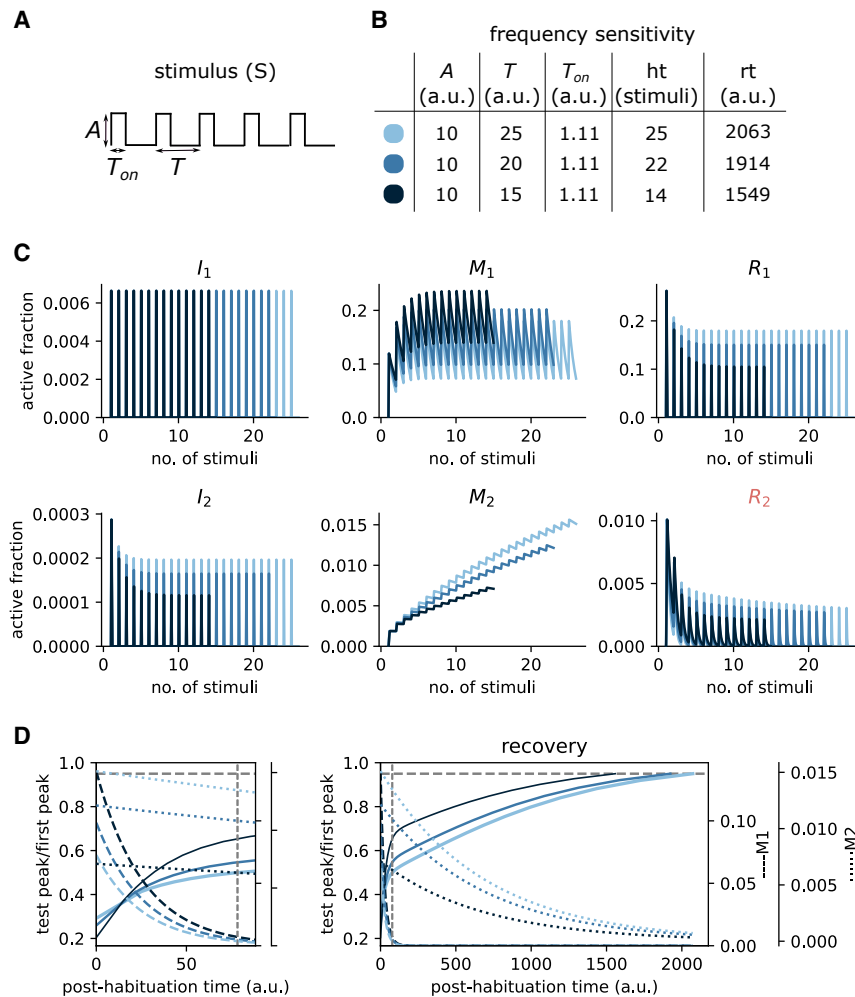 A
stimulus (S)
A
T_on
T
B
frequency sensitivity
A (a.u.) T (a.u.) T_on (a.u.) ht (stimuli) rt (a.u.)
10 25 1.11 25 2063
10 20 1.11 22 1914
10 15 1.11 14 1549
C
I_1
active fraction
0.006
0.004
0.002
0.000
0 10 20
no. of stimuli
M_1
0.2
0.1
0.0
0 10 20
no. of stimuli
R_1
0.2
0.1
0.0
0 10 20
no. of stimuli
I_2
active fraction
0.0003
0.0002
0.0001
0.0000
0 10 20
no. of stimuli
M_2
0.015
0.010
0.005
0.000
0 10 20
no. of stimuli
R_2
0.010
0.005
0.000
0 10 20
no. of stimuli
D
test peak/first peak
1.0
0.8
0.6
0.4
0.2
0 50
post-habituation time (a.u.)
recovery
test peak/first peak
1.0
0.8
0.6
0.4
0.2
0 500 1000 1500 2000
post-habituation time (a.u.)
0.10
0.05
0.00
M1
0.015
0.010
0.005
0.000
M2